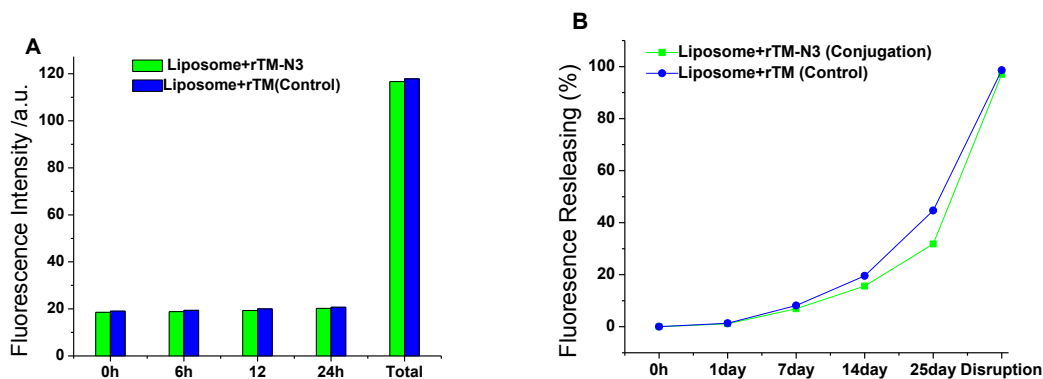 A
Liposome+rTM-N3
Liposome+rTM(Control)
Fluorescence Intensity /a.u.
120
100
80
60
40
20
0
0h 6h 12 24h Total
B
Liposome+rTM-N3 (Conjugation)
Liposome+rTM (Control)
Fluoresence Resleasing (%)
100
80
60
40
20
0
0h 1day 7day 14day 25day Disruption